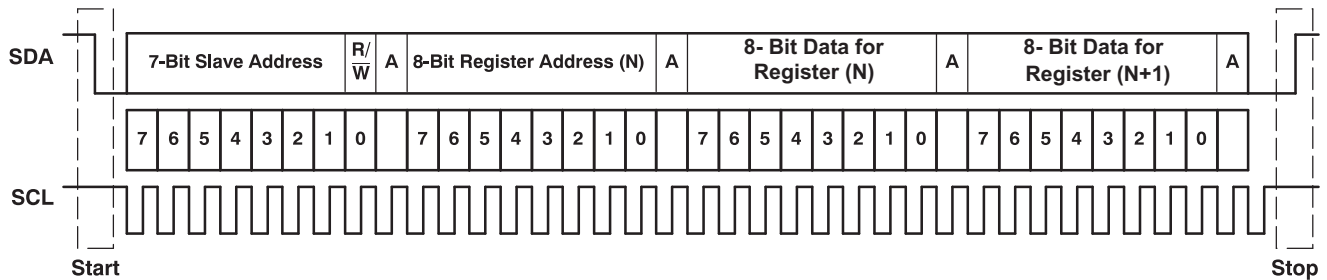 SDA
7-Bit Slave Address
R/
W
A
8-Bit Register Address (N)
A
8- Bit Data for
Register (N)
A
8- Bit Data for
Register (N+1)
A
7 6 5 4 3 2 1 0 7 6 5 4 3 2 1 0 7 6 5 4 3 2 1 0 7 6 5 4 3 2 1 0
SCL
Start
Stop